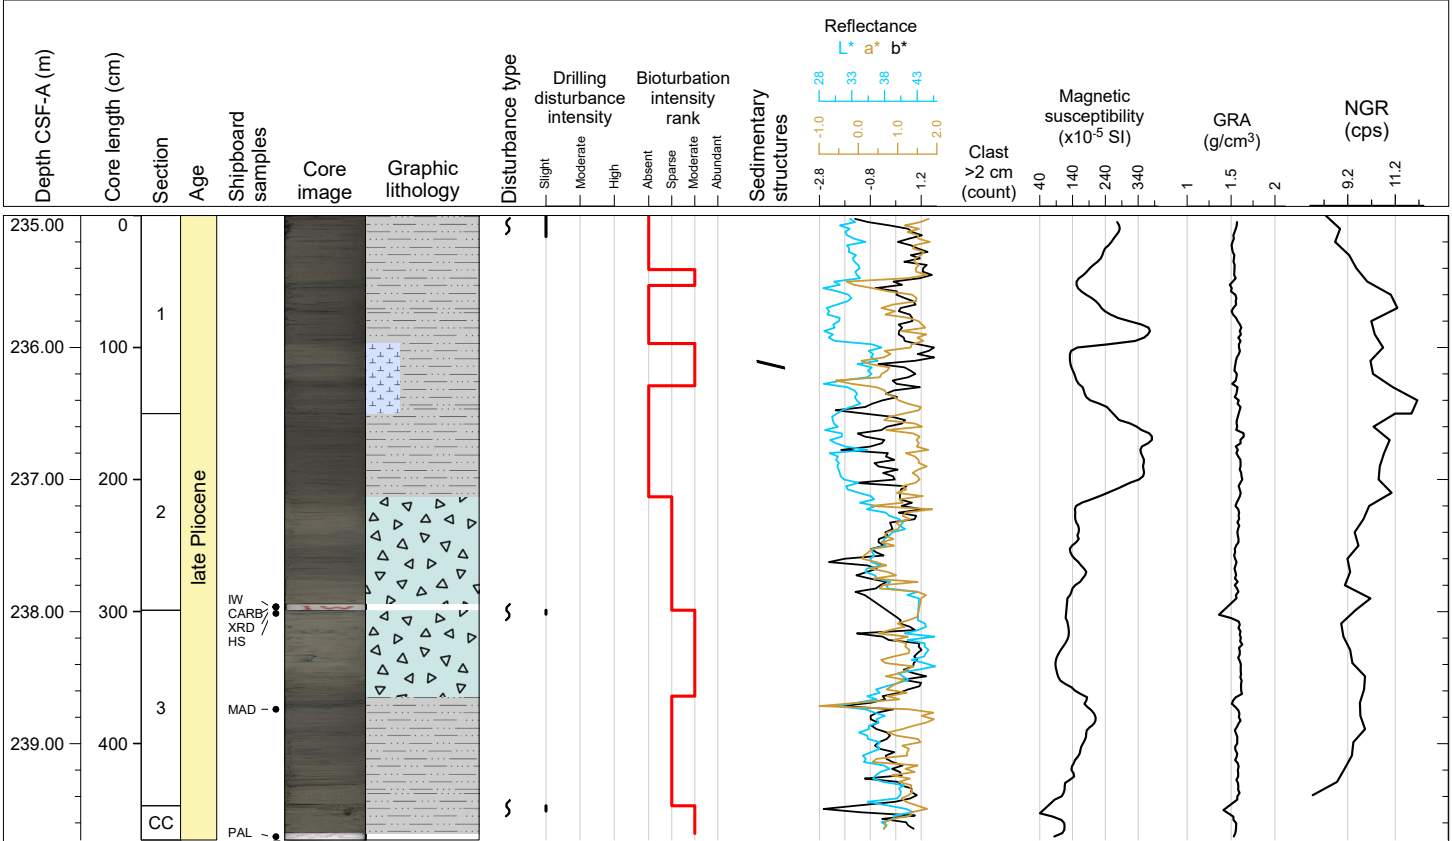 Depth CSF-A (m)
Core length (cm)
Section
Age
Shipboard
samples
Core
image
Graphic
lithology
Disturbance type
Drilling
disturbance
intensity
Slight
Moderate
High
Bioturbation
intensity
rank
Absent
Sparse
Moderate
Abundant
Sedimentary
structures
Reflectance
L* a* b*
28 33 38 43
-1.0 0.0 1.0 2.0
-2.8 -0.8 1.2
Clast
>2 cm
(count)
Magnetic
susceptibility
(x10-5 SI)
40 140 240 340
GRA
(g/cm3)
1 1.5 2
NGR
(cps)
9.2 11.2
235.00 0
1
236.00 100
237.00 200
2
late Pliocene
IW
238.00 300
CARB
XRD
HS
3
MAD
239.00 400
CC
PAL